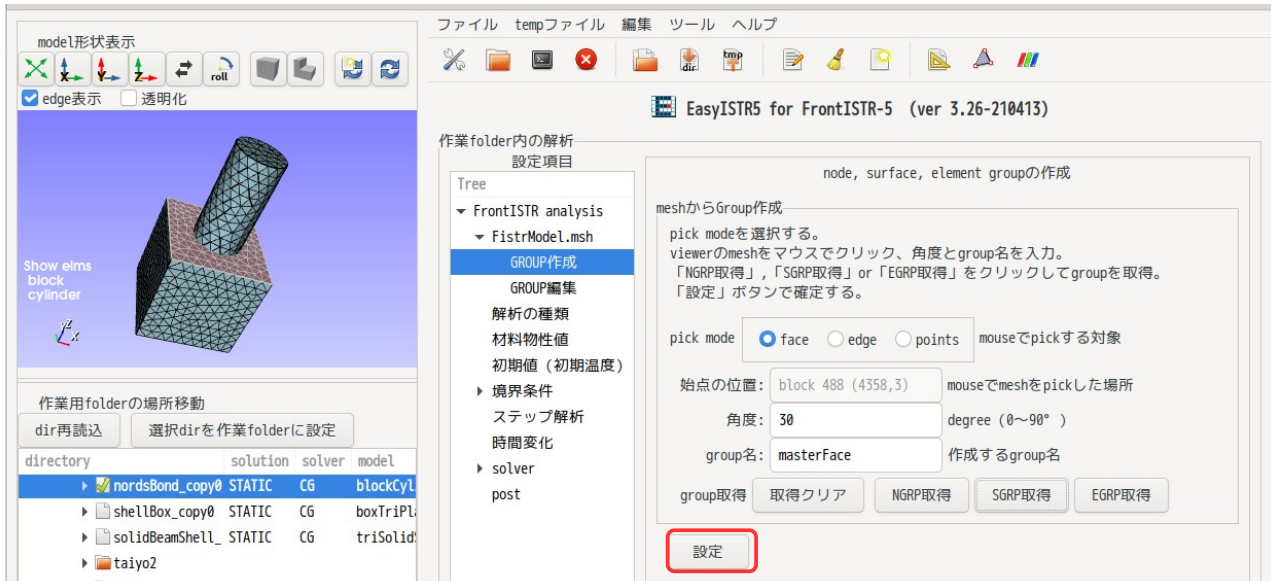 model形状表示
X
Y
Z
roll
edge表示 透明化
Show elms
block
cylinder
YZ
X
作業用folderの場所移動
dir再読込 選択dirを作業folderに設定
directory solution solver model
nordsBond_copy0 STATIC CG blockCyl
shellBox_copy0 STATIC CG boxTriPl
solidBeamShell_ STATIC CG triSolidS
taiyo2
ファイル tempファイル 編集 ツール ヘルプ
dir
tmp
EasyISTR5 for FrontISTR-5 (ver 3.26-210413)
作業folder内の解析
設定項目
Tree
FrontISTR analysis
FistrModel.msh
GROUP作成
GROUP編集
解析の種類
材料物性値
初期値(初期温度)
境界条件
ステップ解析
時間変化
solver
post
node, surface, element groupの作成
meshからGroup作成
pick modeを選択する。
viewerのmeshをマウスでクリック、角度とgroup名を入力。
「NGRP取得」,「SGRP取得」or「EGRP取得」をクリックしてgroupを取得。
「設定」ボタンで確定する。
pick mode face edge points mouseでpickする対象
始点の位置: block 488 (4358,3) mouseでmeshをpickした場所
角度: 30 degree (0〜90° )
group名: masterFace 作成するgroup名
group取得 取得クリア NGRP取得 SGRP取得 EGRP取得
設定